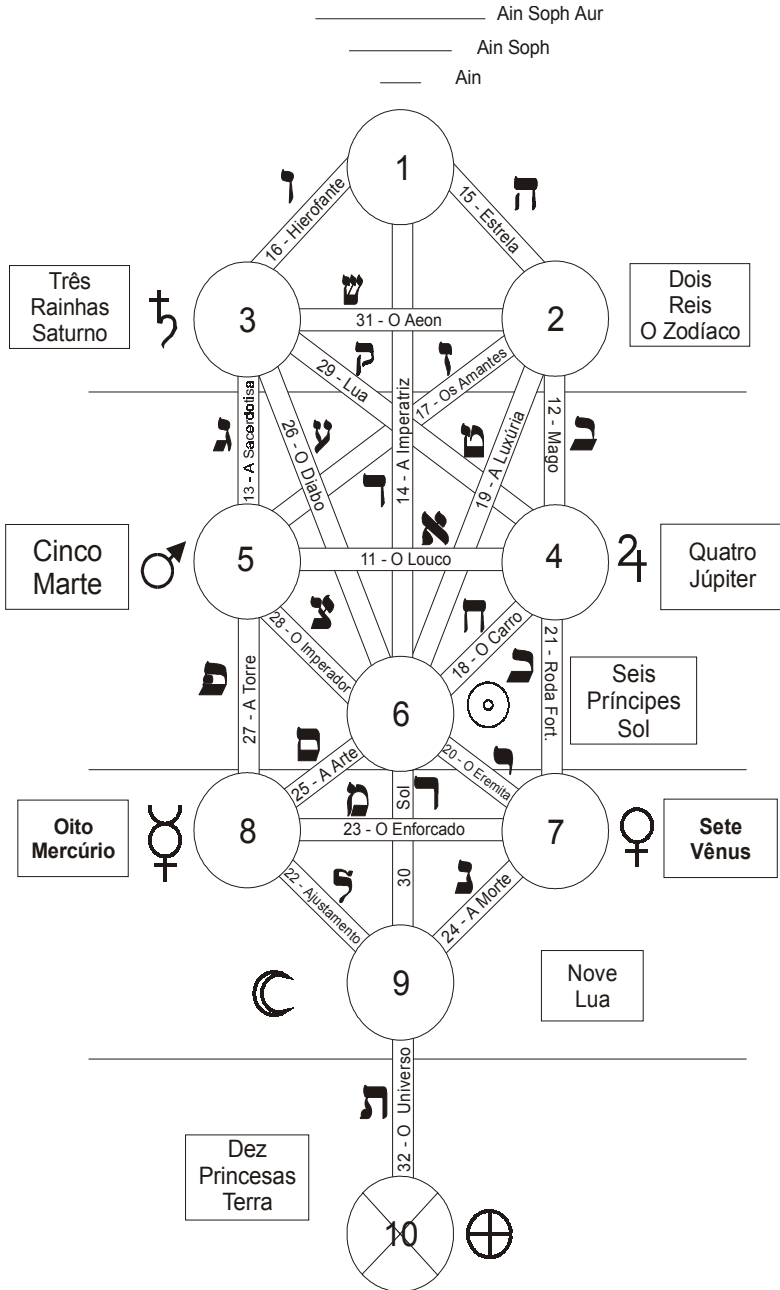 Ain Soph Aur
Ain Soph
Ain
1
ו
ה
16 - Hierofante
15 - Estrela
Três
Rainhas
Saturno
♄
3
ש
31 - O Aeon
2
Dois
Reis
O Zodíaco
ק
ז
29 - Lua
17 - Os Amantes
13 - A Sacerdotisa
ג
26 - O Diabo
ע
14 - A Imperatriz
ד
19 - A Luxúria
12 - Mago
ב
א
Cinco
Marte
♂
5
11 - O Louco
4
♃
Quatro
Júpiter
28 - O Imperador
צ
ח
18 - O Carro
כ
21 - Roda Fort.
27 - A Torre
פ
6
☉
Seis
Príncipes
Sol
25 - A Arte
20 - O Eremita
י
Oito
Mercúrio
☿
8
30 Sol
ר
23 - O Enforcado
7
♀
Sete
Vênus
22 - Ajustamento
נ
24 - A Morte
☾
9
Nove
Lua
32 - O Universo
ת
Dez
Princesas
Terra
10
⊕